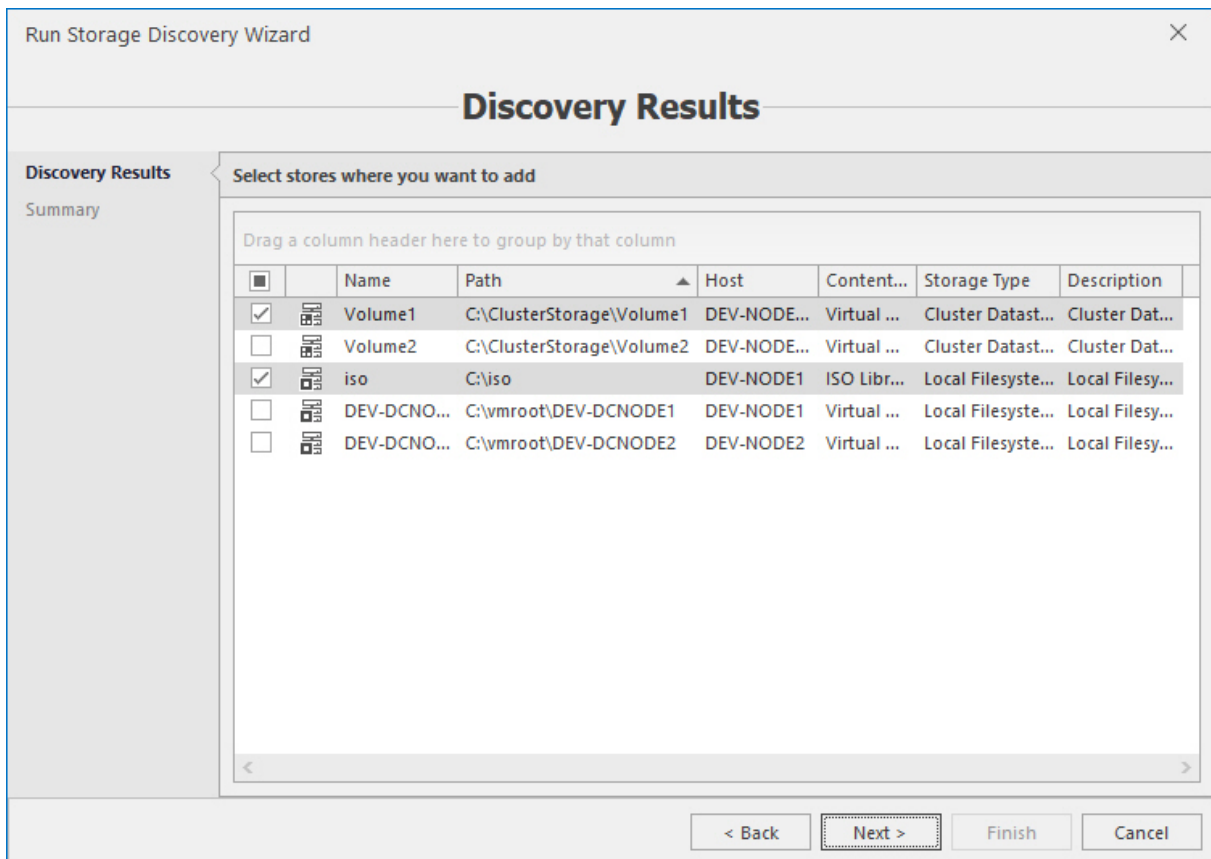 Run Storage Discovery Wizard
Discovery Results
Discovery Results
Summary
Select stores where you want to add
Drag a column header here to group by that column
Name Path Host Content... Storage Type Description
Volume1 C:\ClusterStorage\Volume1 DEV-NODE... Virtual ... Cluster Datast... Cluster Dat...
Volume2 C:\ClusterStorage\Volume2 DEV-NODE... Virtual ... Cluster Datast... Cluster Dat...
iso C:\iso DEV-NODE1 ISO Libr... Local Filesyste... Local Filesy...
DEV-DCNO... C:\vmroot\DEV-DCNODE1 DEV-NODE1 Virtual ... Local Filesyste... Local Filesy...
DEV-DCNO... C:\vmroot\DEV-DCNODE2 DEV-NODE2 Virtual ... Local Filesyste... Local Filesy...
< Back Next > Finish Cancel